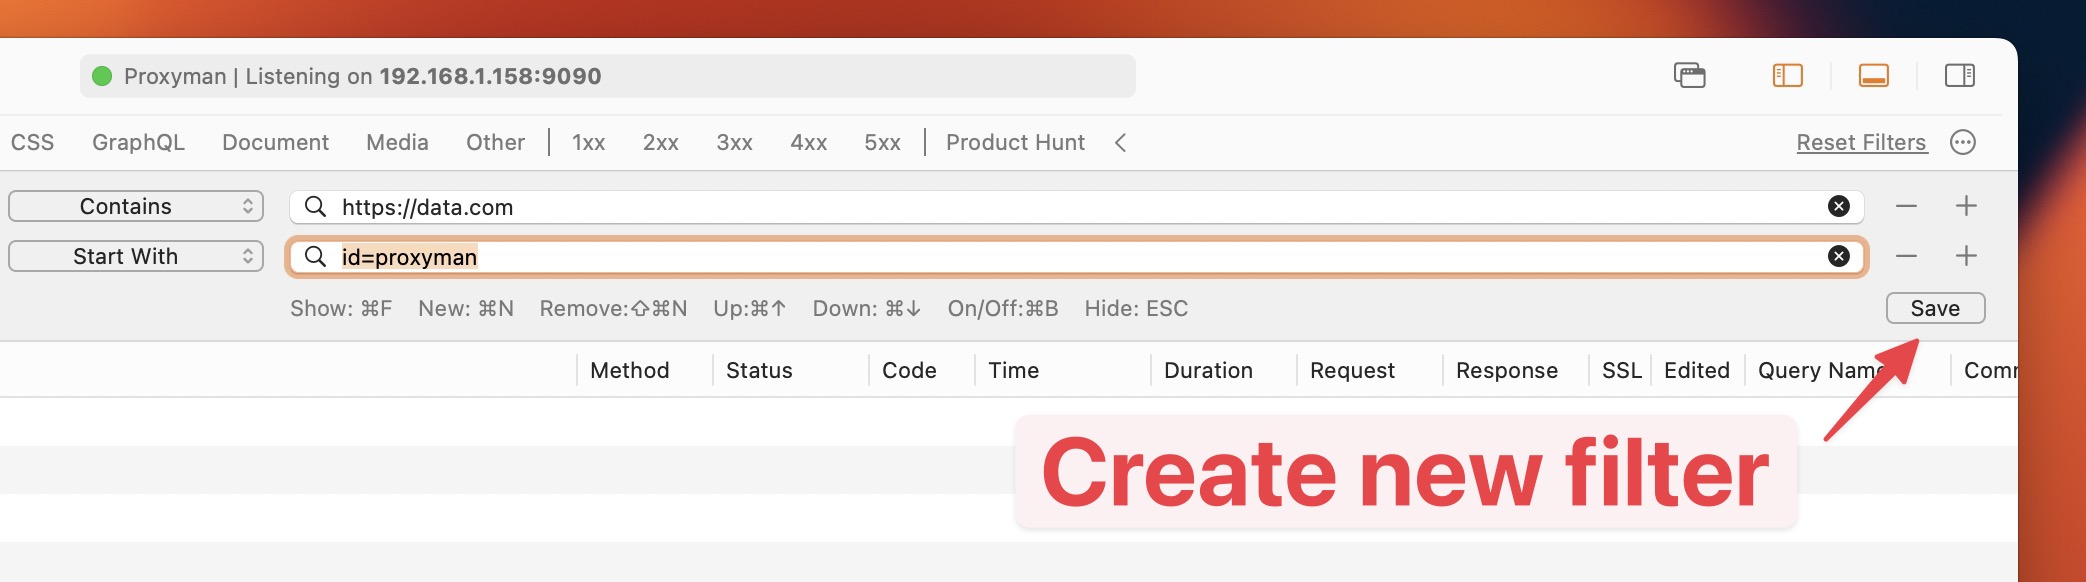 Proxyman | Listening on 192.168.1.158:9090
CSS GraphQL Document Media Other | 1xx 2xx 3xx 4xx 5xx | Product Hunt Reset Filters
Contains https://data.com
Start With id=proxyman
Show: ⌘F New: ⌘N Remove:⇧⌘N Up:⌘↑ Down: ⌘↓ On/Off:⌘B Hide: ESC Save
Method Status Code Time Duration Request Response SSL Edited Query Name
Create new filter